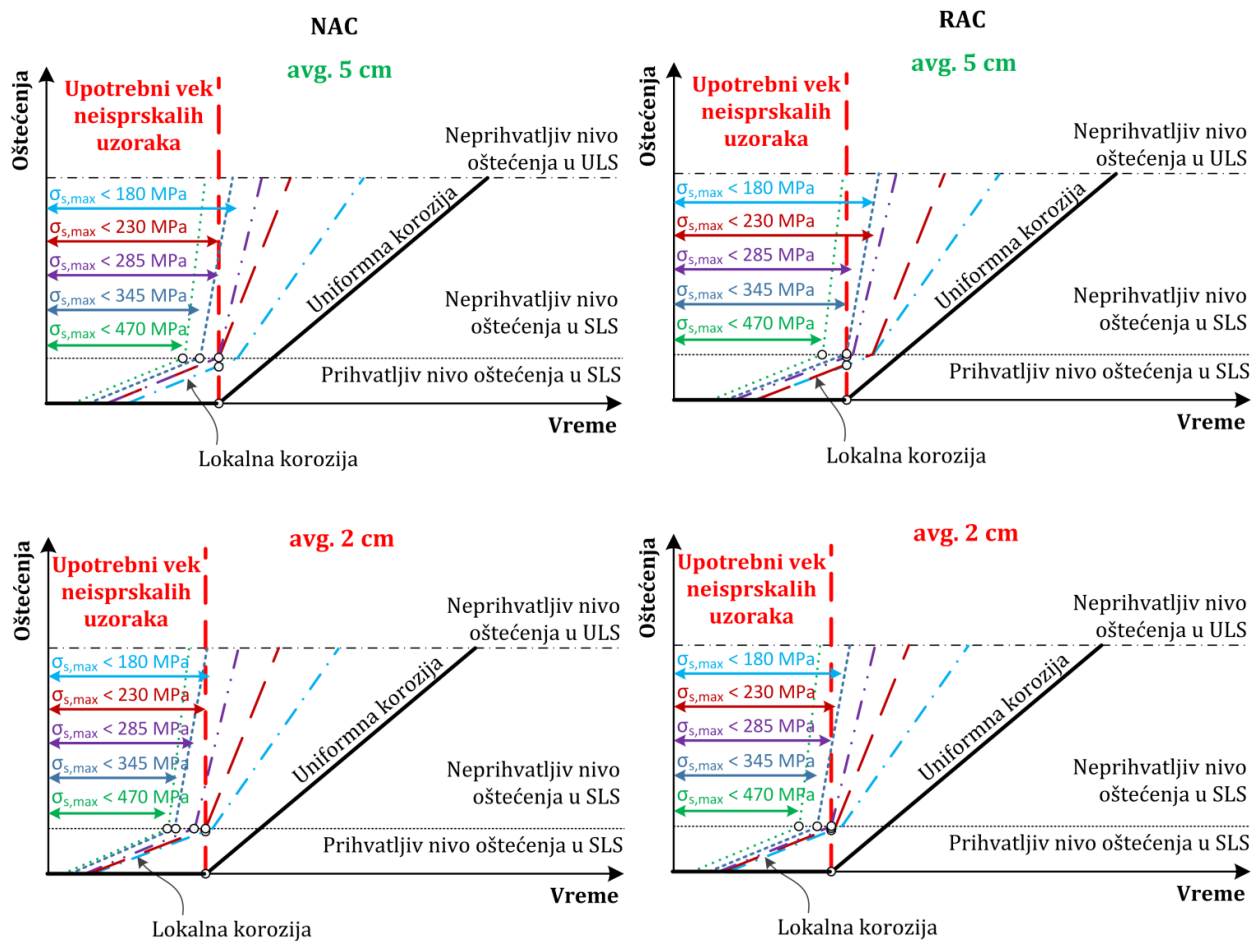 NAC
avg. 5 cm
Oštećenja
Upotrebni vek
neisprskalih
uzoraka
Neprihvatljiv nivo
oštećenja u ULS
σs,max < 180 MPa
σs,max < 230 MPa
σs,max < 285 MPa
σs,max < 345 MPa
σs,max < 470 MPa
Uniformna korozija
Neprihvatljiv nivo
oštećenja u SLS
Prihvatljiv nivo oštećenja u SLS
Vreme
Lokalna korozija
RAC
avg. 5 cm
Oštećenja
Upotrebni vek
neisprskalih
uzoraka
Neprihvatljiv nivo
oštećenja u ULS
σs,max < 180 MPa
σs,max < 230 MPa
σs,max < 285 MPa
σs,max < 345 MPa
σs,max < 470 MPa
Uniformna korozija
Neprihvatljiv nivo
oštećenja u SLS
Prihvatljiv nivo oštećenja u SLS
Vreme
Lokalna korozija
avg. 2 cm
Oštećenja
Upotrebni vek
neisprskalih
uzoraka
Neprihvatljiv nivo
oštećenja u ULS
σs,max < 180 MPa
σs,max < 230 MPa
σs,max < 285 MPa
σs,max < 345 MPa
σs,max < 470 MPa
Uniformna korozija
Neprihvatljiv nivo
oštećenja u SLS
Prihvatljiv nivo oštećenja u SLS
Vreme
Lokalna korozija
avg. 2 cm
Oštećenja
Upotrebni vek
neisprskalih
uzoraka
Neprihvatljiv nivo
oštećenja u ULS
σs,max < 180 MPa
σs,max < 230 MPa
σs,max < 285 MPa
σs,max < 345 MPa
σs,max < 470 MPa
Uniformna korozija
Neprihvatljiv nivo
oštećenja u SLS
Prihvatljiv nivo oštećenja u SLS
Vreme
Lokalna korozija